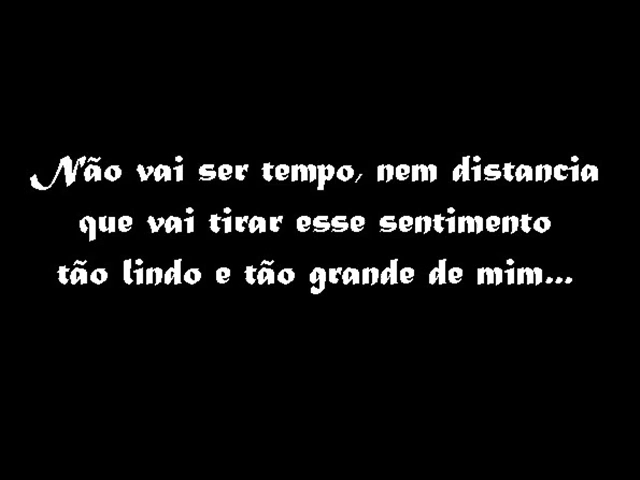 Não vai ser tempo, nem distancia
que vai tirar esse sentimento
tão lindo e tão grande de mim...